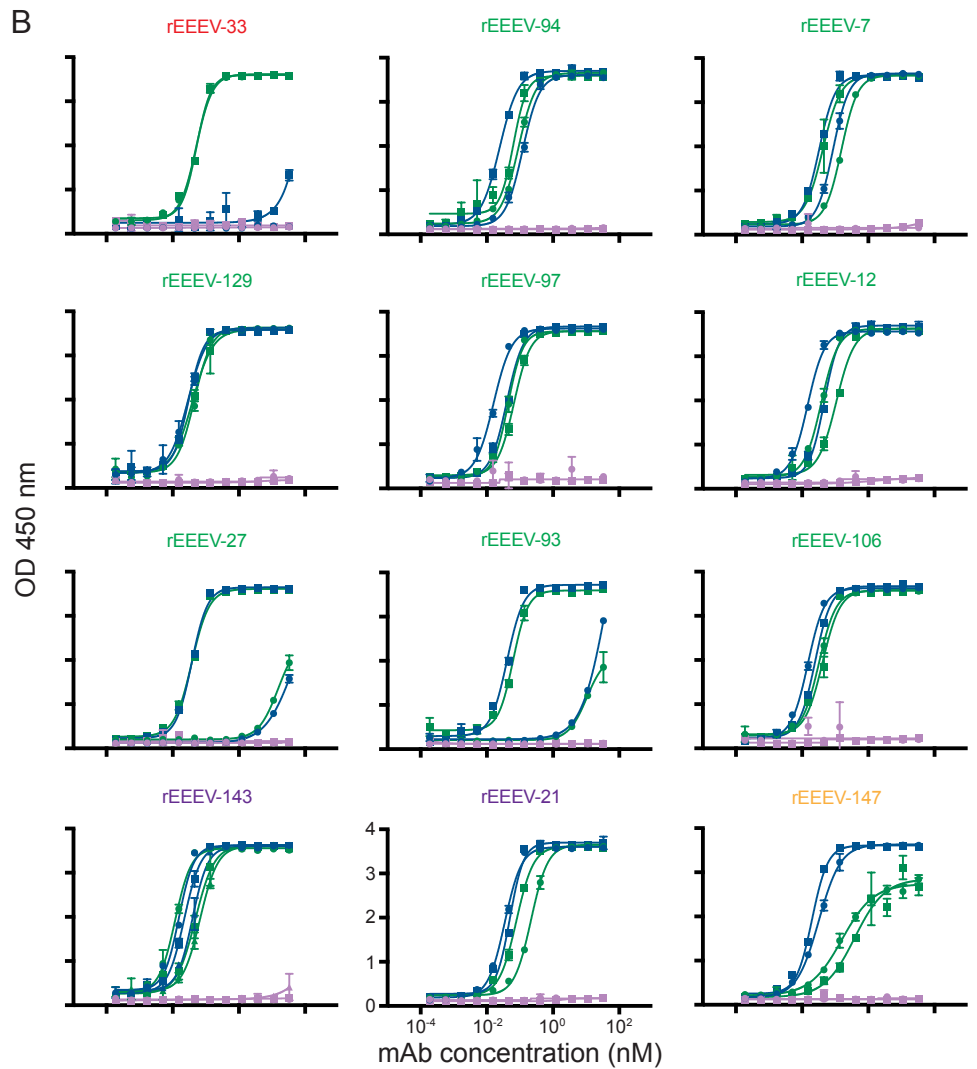 B
rEEEV-33 rEEEV-94 rEEEV-7
rEEEV-129 rEEEV-97 rEEEV-12
rEEEV-27 rEEEV-93 rEEEV-106
rEEEV-143 rEEEV-21 rEEEV-147
OD 450 nm
4
3
2
1
0
10⁻⁴ 10⁻² 10⁰ 10²
mAb concentration (nM)